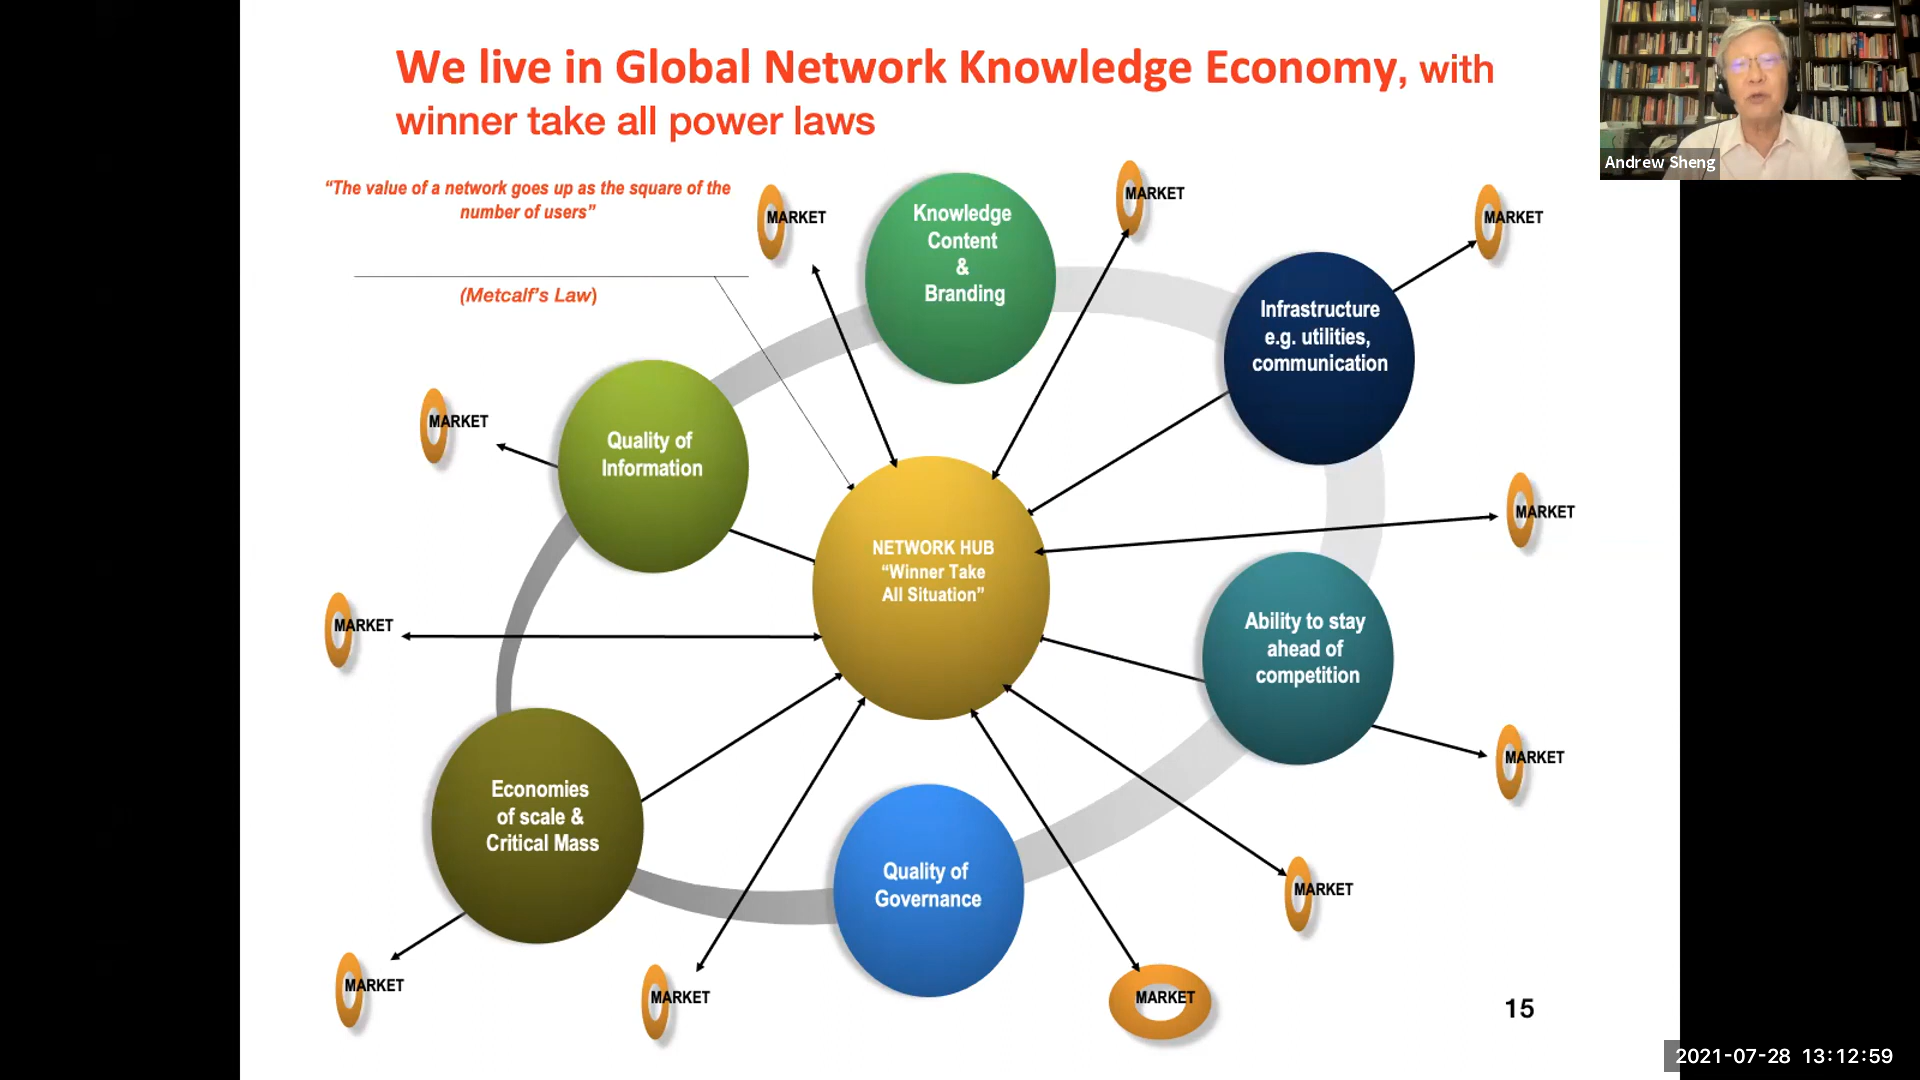 We live in Global Network Knowledge Economy, with
winner take all power laws
Andrew Sheng
“The value of a network goes up as the square of the
number of users”
(Metcalf’s Law)
MARKET
MARKET
MARKET
Knowledge
Content
&
Branding
Infrastructure
e.g. utilities,
communication
MARKET
Quality of
Information
MARKET
NETWORK HUB
“Winner Take
All Situation”
MARKET
Ability to stay
ahead of
competition
MARKET
Economies
of scale &
Critical Mass
Quality of
Governance
MARKET
MARKET
MARKET
MARKET
15
2021-07-28 13:12:59